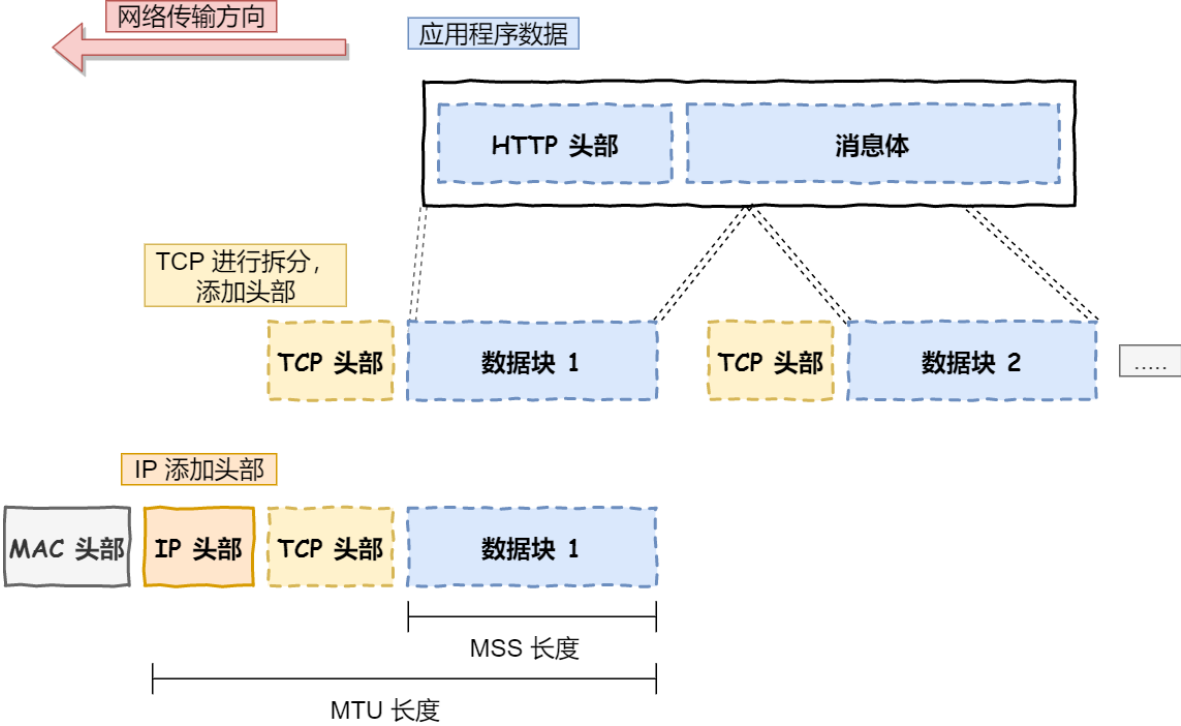 网络传输方向
应用程序数据
HTTP 头部
消息体
TCP 进行拆分，
添加头部
TCP 头部
数据块 1
TCP 头部
数据块 2
.....
IP 添加头部
MAC 头部
IP 头部
TCP 头部
数据块 1
MSS 长度
MTU 长度